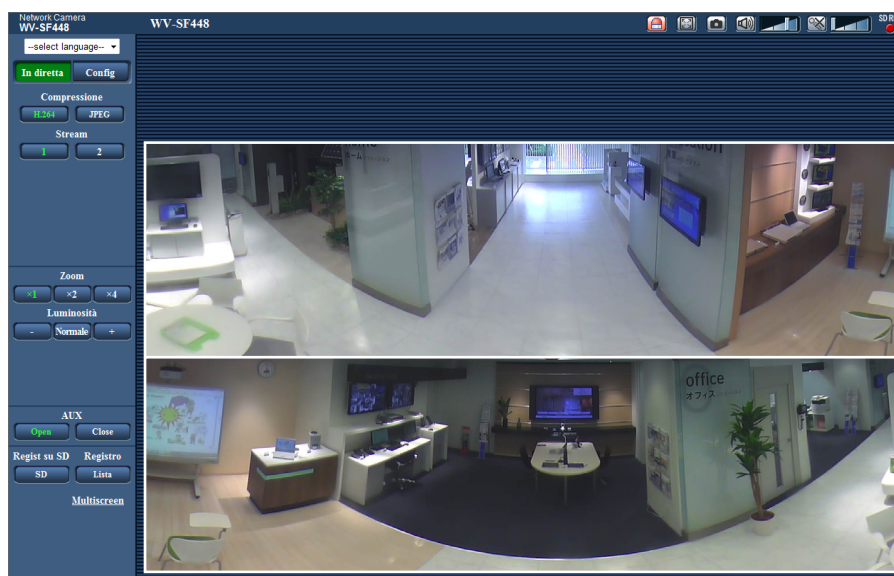 Network Camera
WV-SF448
WV-SF448
SD R
--select language--
In diretta Config
Compressione
H.264 JPEG
Stream
1 2
Zoom
×1 ×2 ×4
Luminosità
- Normale +
AUX
Open Close
Regist su SD Registro
SD Lista
Multiscreen
office
オフィス